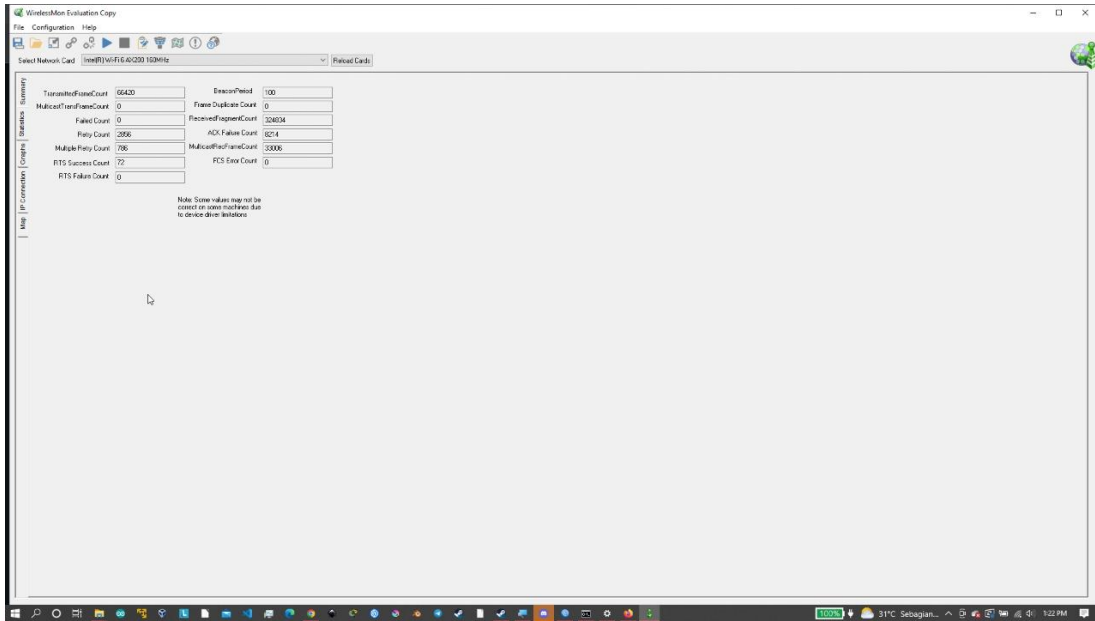 WirelessMon Evaluation Copy
File Configuration Help
Select Network Card Intel(R) Wi-Fi 6 AX200 160MHz Reload Cards
Summary
Statistics
Graphs
IP Connection
Map
TransmittedFrameCount 66420 BeaconPeriod 100
MulticastTransFrameCount 0 Frame Duplicate Count 0
Failed Count 0 ReceivedFragmentCount 324834
Retry Count 2856 ACK Failure Count 8214
Multiple Retry Count 786 MulticastRecFrameCount 33006
RTS Success Count 72 FCS Error Count 0
RTS Failure Count 0
Note: Some values may not be
correct on some machines due
to device driver limitations
100% 31°C Sebagian... 1:22 PM